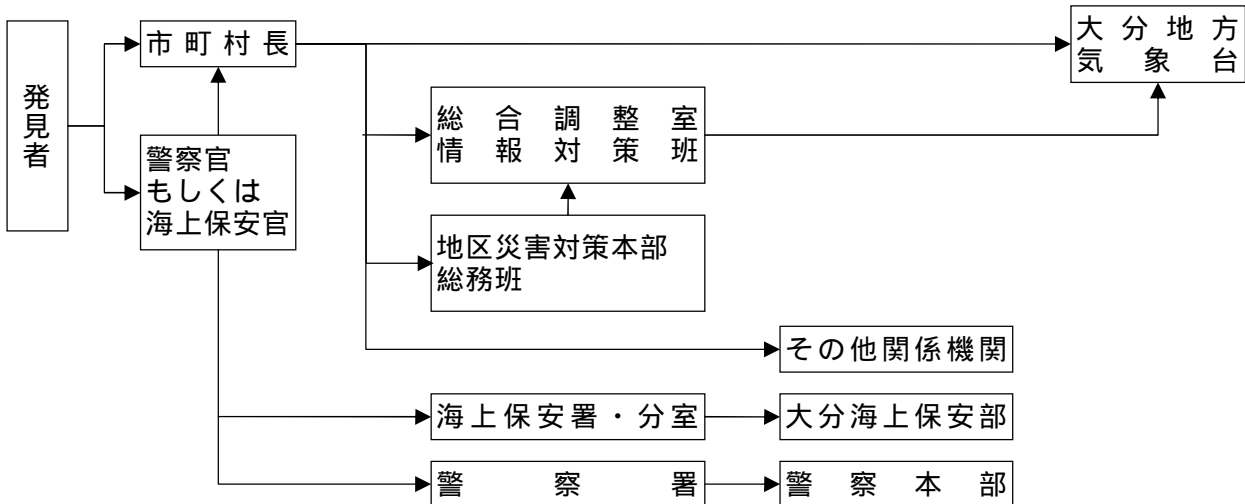 発見者
市町村長
大分地方
気象台
総合調整室
情報対策班
警察官
もしくは
海上保安官
地区災害対策本部
総務班
その他関係機関
海上保安署・分室
大分海上保安部
警察署
警察本部